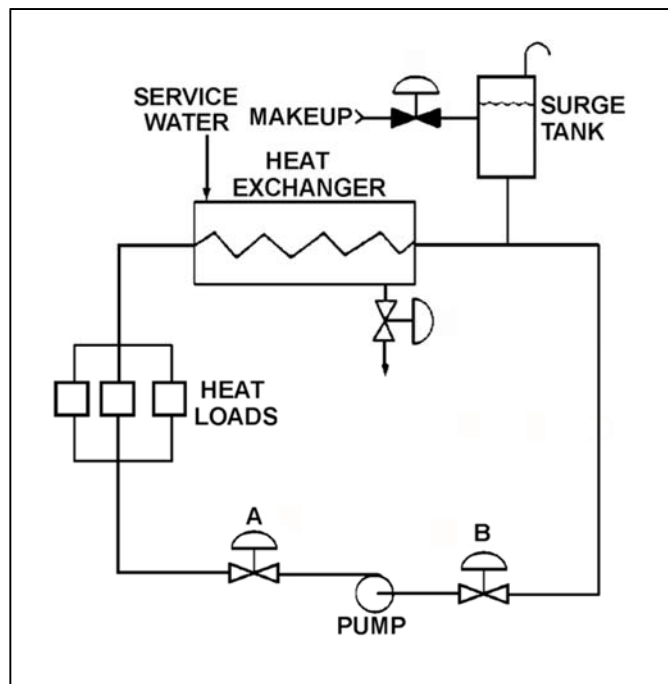 SERVICE
WATER
MAKEUP
SURGE
TANK
HEAT
EXCHANGER
HEAT
LOADS
A
B
PUMP